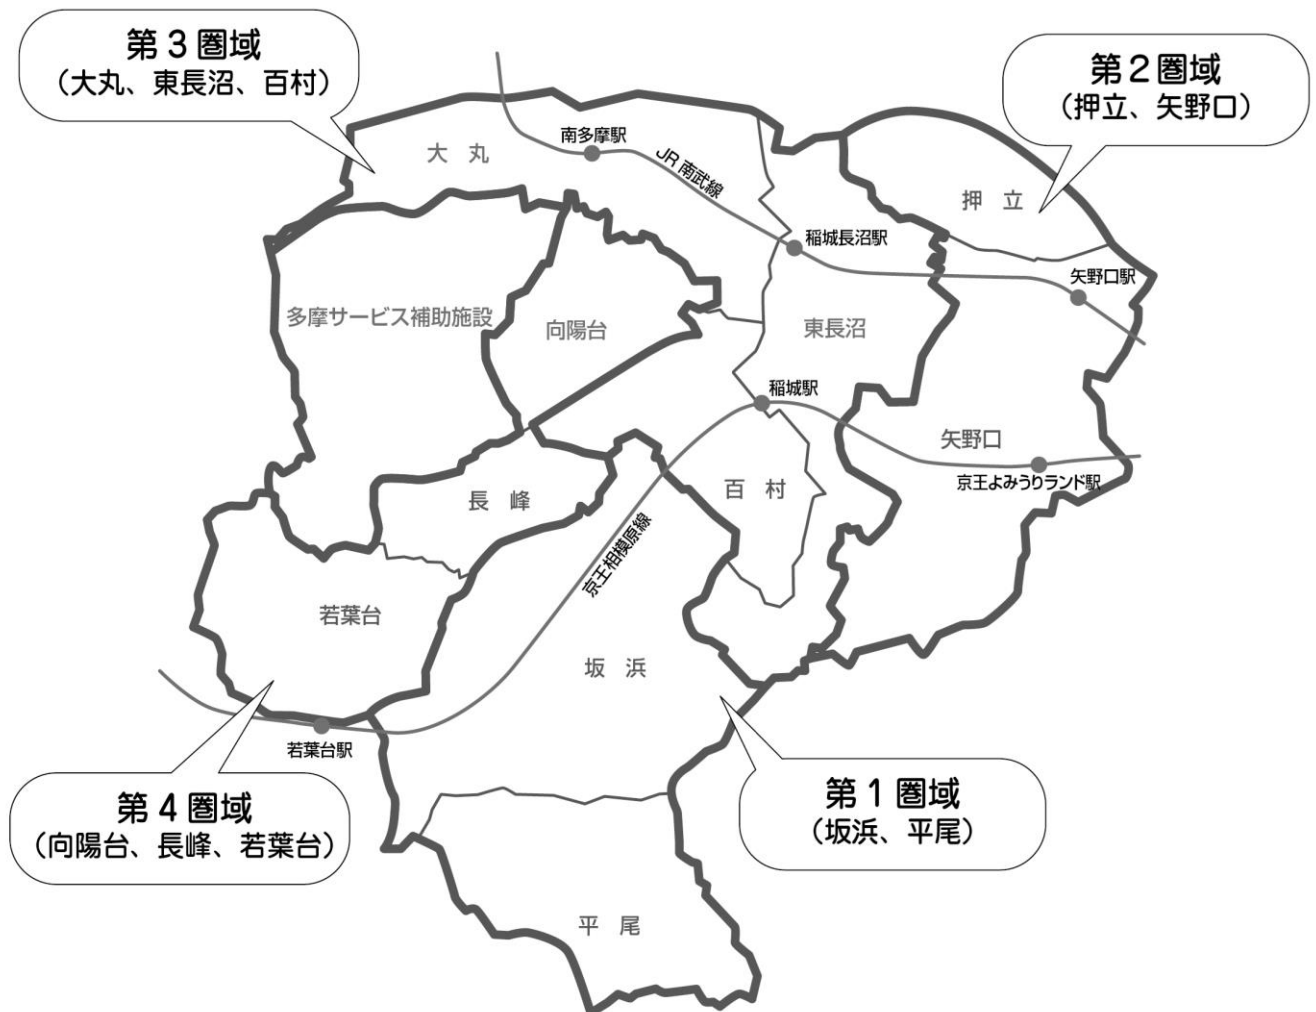 第3圏域
（大丸、東長沼、百村）
第2圏域
（押立、矢野口）
大丸
南多摩駅
JR南武線
押立
稲城長沼駅
矢野口駅
多摩サービス補助施設
向陽台
東長沼
稲城駅
矢野口
京王よみうりランド駅
長峰
百村
京王相模原線
若葉台
坂浜
若葉台駅
第4圏域
（向陽台、長峰、若葉台）
第1圏域
（坂浜、平尾）
平尾